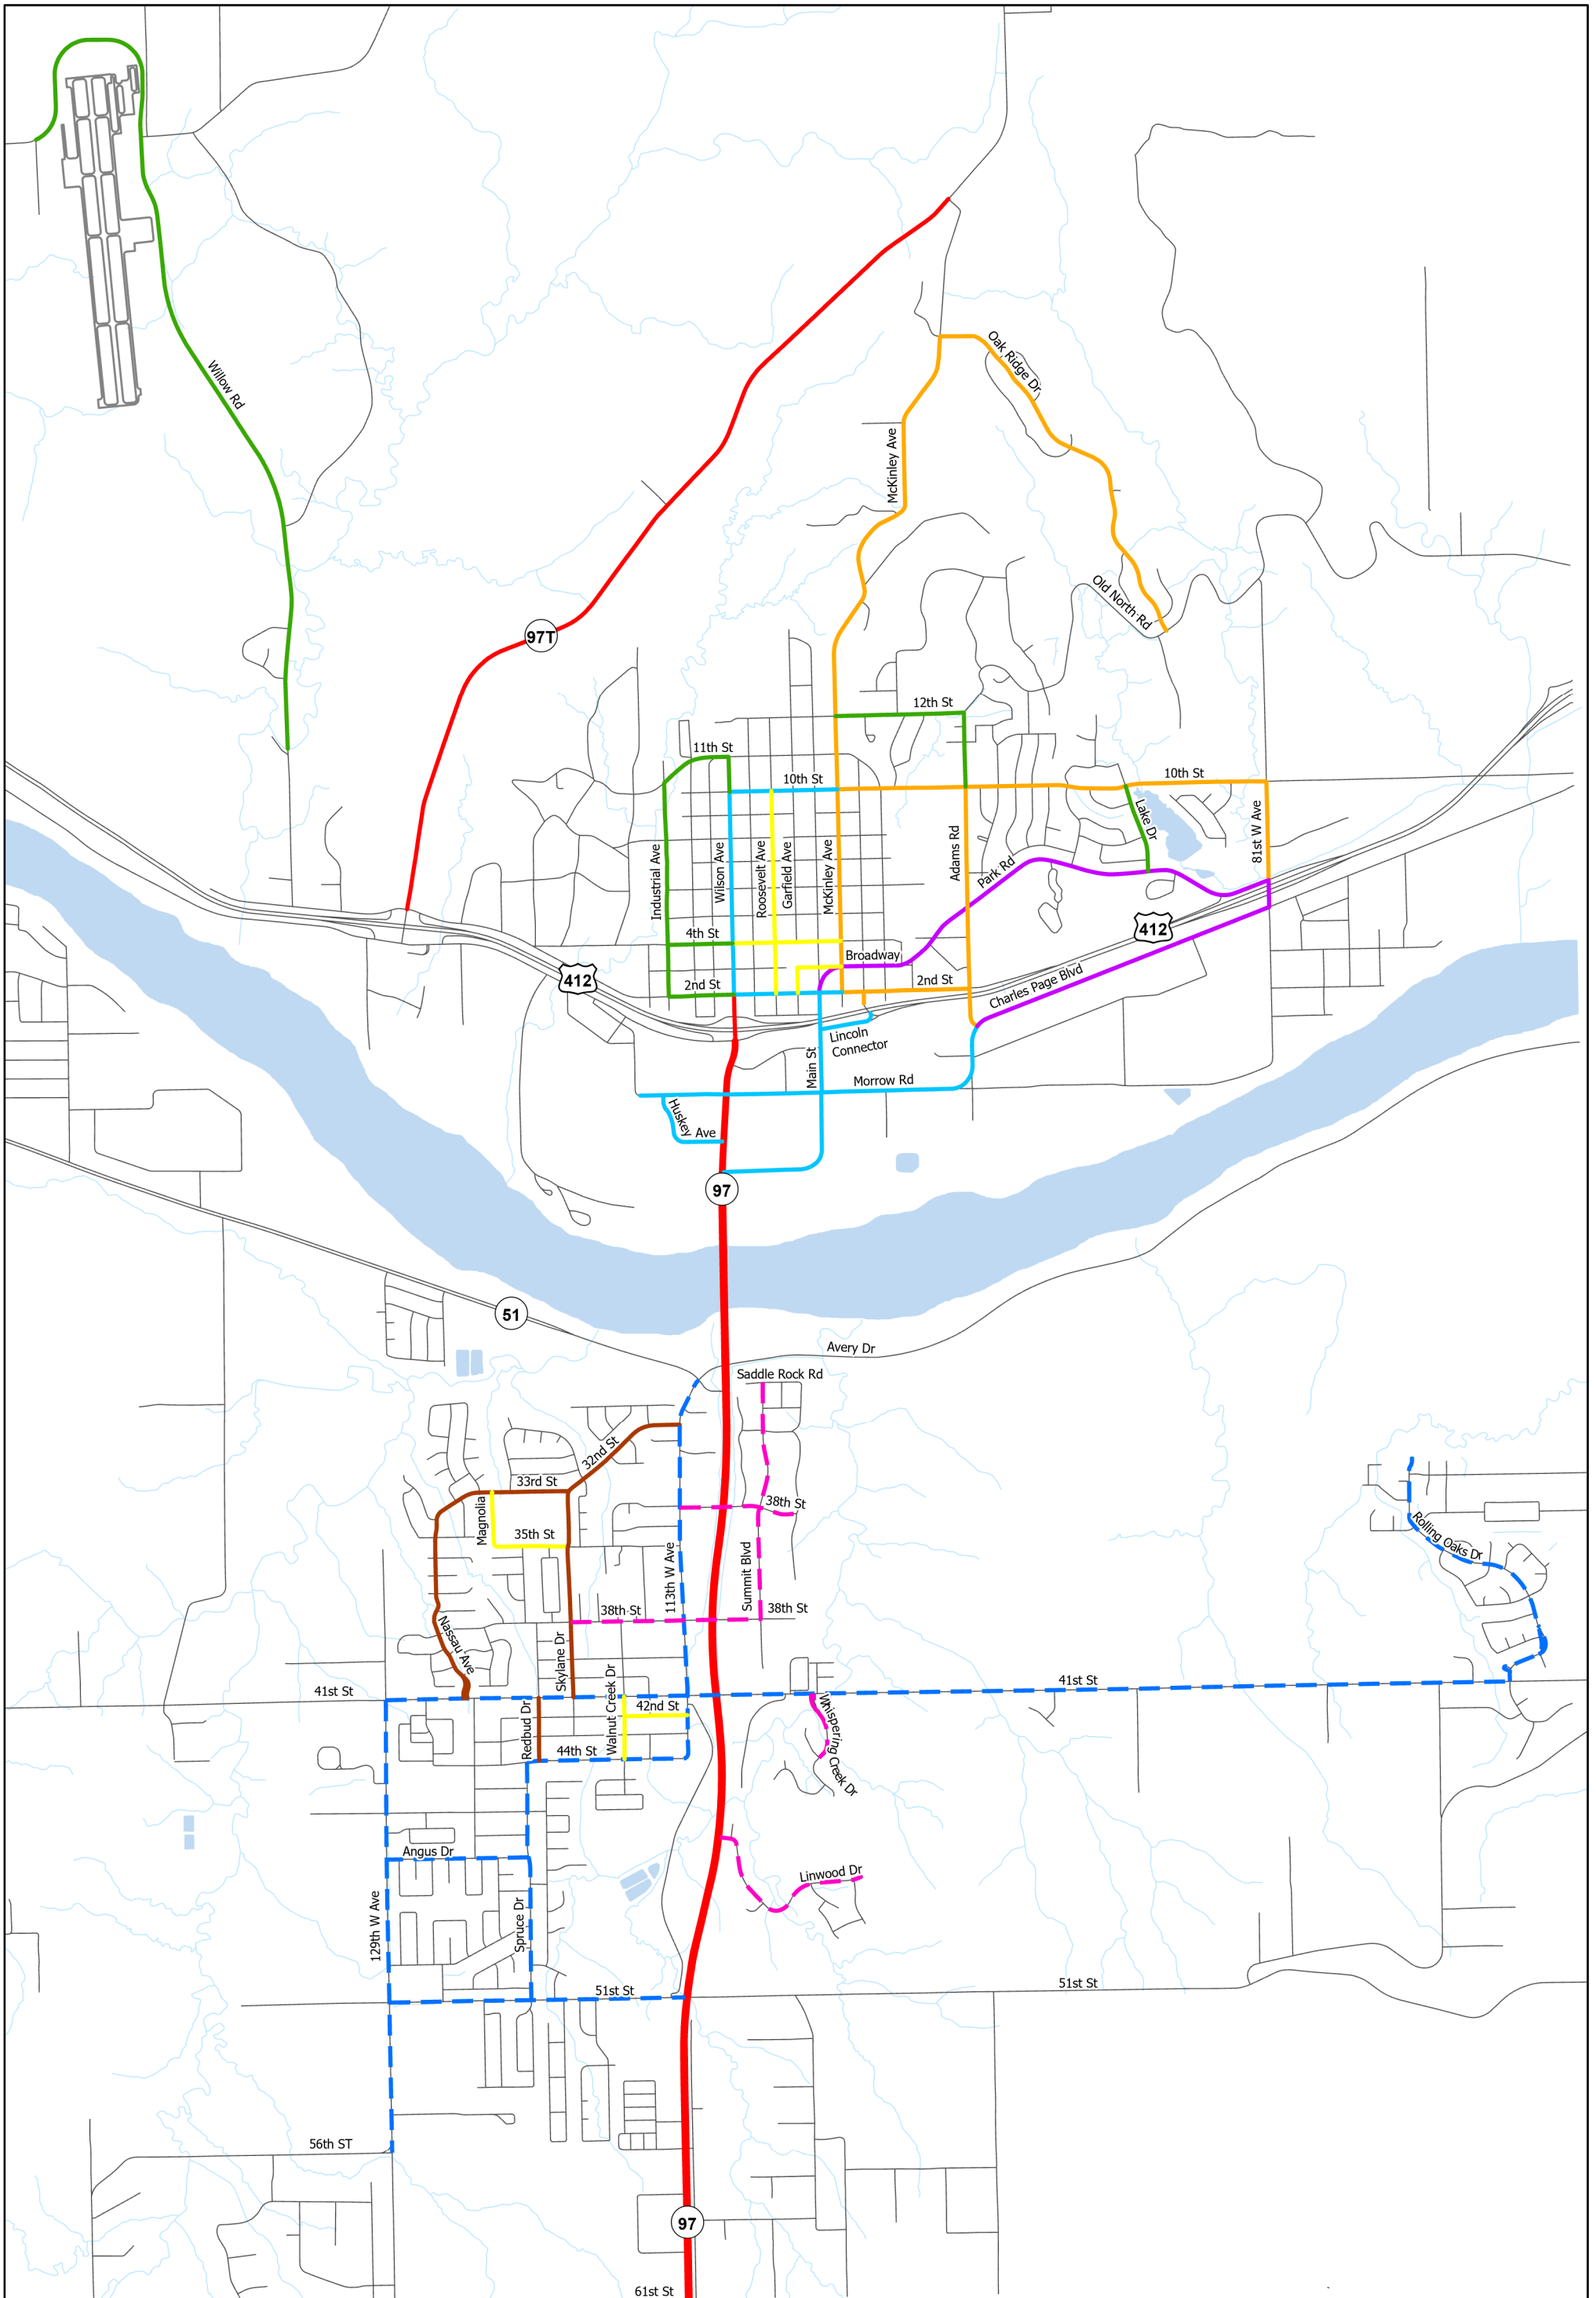 Willow Rd
Oak Ridge Dr
McKinley Ave
Old North Rd
97T
12th St
11th St
10th St
10th St
Lake Dr
81st W Ave
Industrial Ave
Wilson Ave
Roosevelt Ave
Garfield Ave
McKinley Ave
Adams Rd
Park Rd
4th St
412
Broadway
412
2nd St
2nd St
Charles Page Blvd
Lincoln
Connector
Main St
Morrow Rd
Huskey
Ave
97
51
Avery Dr
Saddle Rock Rd
32nd St
33rd St
Magnolia
38th St
35th St
113th W Ave
Summit Blvd
Rolling Oaks Dr
38th St
38th St
Nassau Ave
Skylane Dr
41st St
41st St
Redbud Dr
Walnut Creek Dr
42nd St
Whispering Creek Dr
44th St
Angus Dr
Linwood Dr
129th W Ave
Spruce Dr
51st St
51st St
56th ST
97
61st St